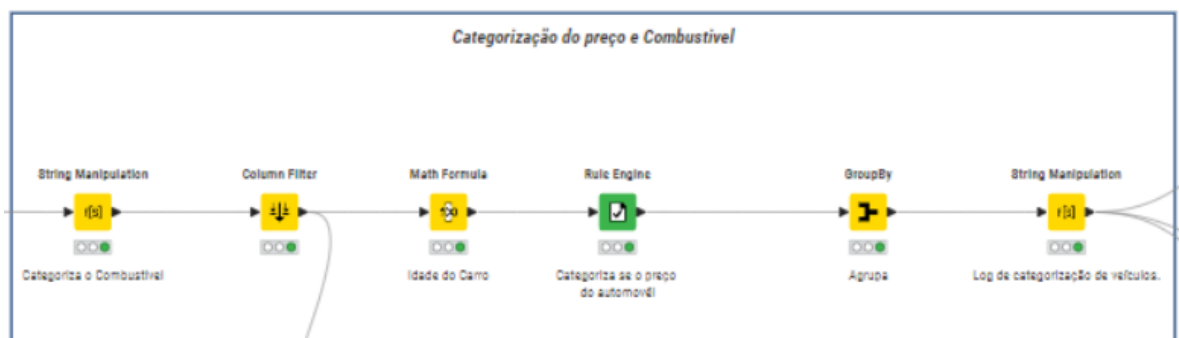 Categorização do preço e Combustivel
String Manipulation
Column Filter
Math Formula
Rule Engine
GroupBy
String Manipulation
Categoriza o Combustivel
Idade do Carro
Categoriza se o preço
do automovél
Agrupa
Log de categorização de veículos.